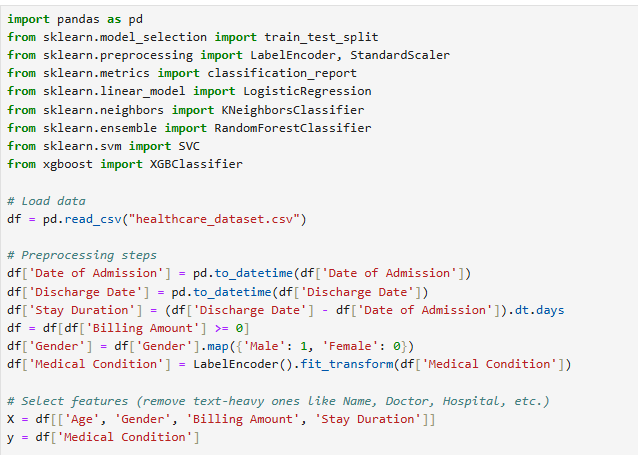 import pandas as pd
from sklearn.model_selection import train_test_split
from sklearn.preprocessing import LabelEncoder, StandardScaler
from sklearn.metrics import classification_report
from sklearn.linear_model import LogisticRegression
from sklearn.neighbors import KNeighborsClassifier
from sklearn.ensemble import RandomForestClassifier
from sklearn.svm import SVC
from xgboost import XGBClassifier
# Load data
df = pd.read_csv("healthcare_dataset.csv")
# Preprocessing steps
df['Date of Admission'] = pd.to_datetime(df['Date of Admission'])
df['Discharge Date'] = pd.to_datetime(df['Discharge Date'])
df['Stay Duration'] = (df['Discharge Date'] - df['Date of Admission']).dt.days
df = df[df['Billing Amount'] >= 0]
df['Gender'] = df['Gender'].map({'Male': 1, 'Female': 0})
df['Medical Condition'] = LabelEncoder().fit_transform(df['Medical Condition'])
# Select features (remove text-heavy ones like Name, Doctor, Hospital, etc.)
X = df[['Age', 'Gender', 'Billing Amount', 'Stay Duration']]
y = df['Medical Condition']